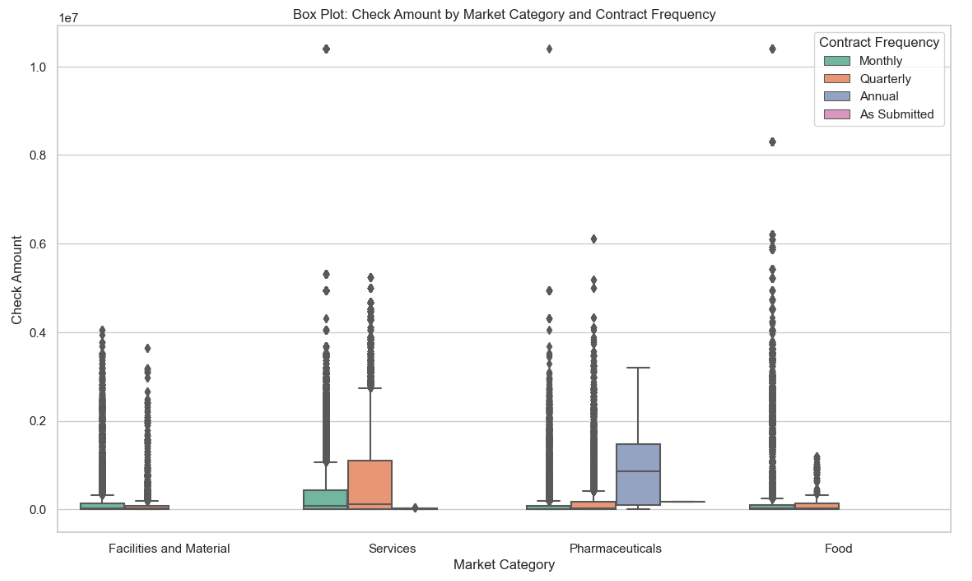 Box Plot: Check Amount by Market Category and Contract Frequency
1e7
Contract Frequency
Monthly
Quarterly
Annual
As Submitted
1.0
0.8
0.6
0.4
0.2
0.0
Check Amount
Facilities and Material Services Pharmaceuticals Food
Market Category